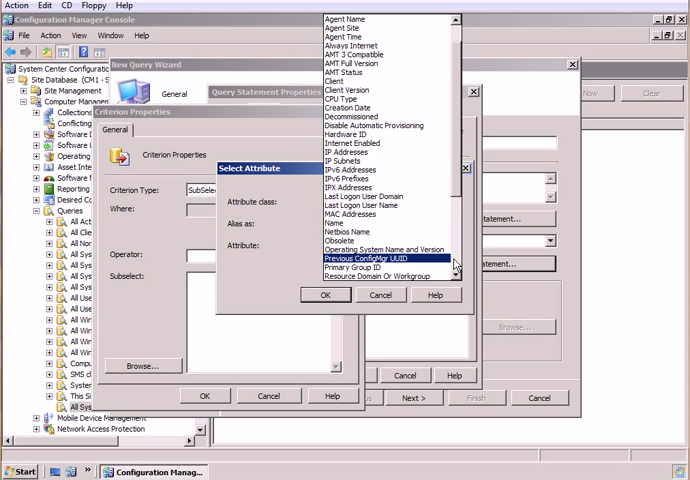 Action Edit CD Floppy Help
Configuration Manager Console
File Action View Window Help
System Center Configuratio
Site Database (CM1 - S
Site Management
Computer Manag
Collections
Conflicting
Software D
Software U
Operating
Asset Inte
Software M
Reporting
Desired Co
Queries
All Act
All Clie
All Nor
All Sys
All Sys
All Sys
All Sys
All Sys
All Use
All Use
All Win
All Win
All Win
All Win
Compu
SMS cl
System
This Si
All Sys
Mobile Device Management
Network Access Protection
New Query Wizard
General
Query Statement Properties
Criterion Properties
General
Criterion Properties
Criterion Type:
SubSele
Where:
Operator:
Subselect:
Browse...
OK
Cancel
Help
Select Attribute
Attribute class:
Alias as:
Attribute:
OK
Cancel
Help
Agent Name
Agent Site
Agent Time
Always Internet
AMT 3 Compatible
AMT Full Version
AMT Status
Client
Client Version
CPU Type
Creation Date
Decommissioned
Disable Automatic Provisioning
Hardware ID
Internet Enabled
IP Addresses
IP Subnets
IPv6 Addresses
IPv6 Prefixes
IPX Addresses
Last Logon User Domain
Last Logon User Name
MAC Addresses
Name
Netbios Name
Obsolete
Operating System Name and Version
Previous ConfigMgr UUID
Primary Group ID
Resource Domain Or Workgroup
Cancel
Help
tatement...
tatement...
Browse...
us
Next >
Finish
Cancel
Now
Clear
Start
»
Configuration Manag...